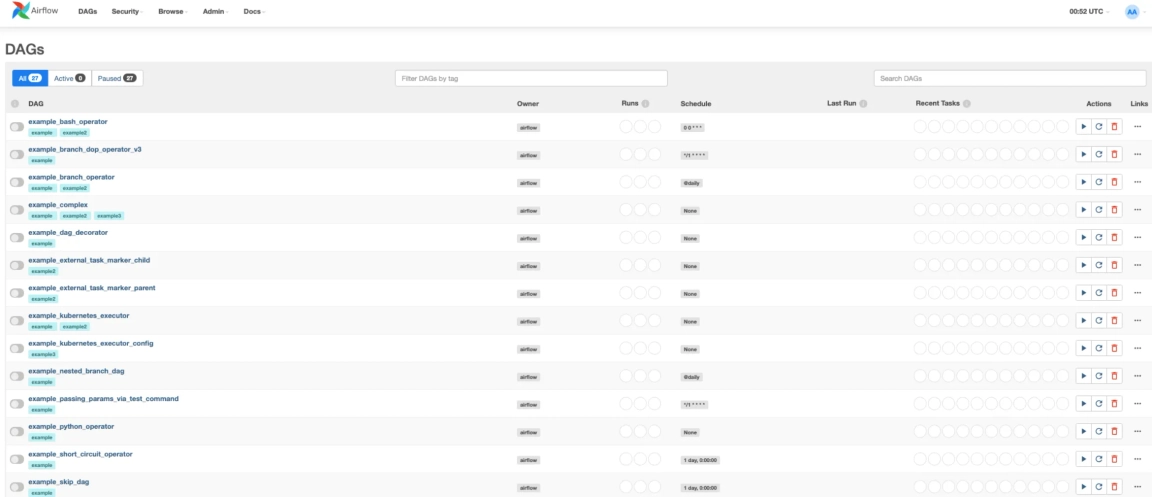 Airflow DAGs Security Browse Admin Docs 00:52 UTC AA
DAGs
All 27 Active 0 Paused 27 Filter DAGs by tag Search DAGs
DAG Owner Runs Schedule Last Run Recent Tasks Actions Links
example_bash_operator
example example2 airflow 0 0 * * *
example_branch_dop_operator_v3
example airflow */1 * * * *
example_branch_operator
example example2 airflow @daily
example_complex
example example2 example3 airflow None
example_dag_decorator
example airflow None
example_external_task_marker_child
example2 airflow None
example_external_task_marker_parent
example2 airflow None
example_kubernetes_executor
example example2 airflow None
example_kubernetes_executor_config
example3 airflow None
example_nested_branch_dag
example airflow @daily
example_passing_params_via_test_command
example airflow */1 * * * *
example_python_operator
example airflow None
example_short_circuit_operator
example airflow 1 day, 0:00:00
example_skip_dag
example airflow 1 day, 0:00:00